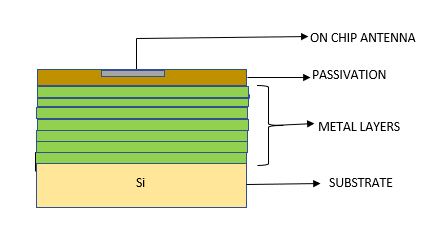 ON CHIP ANTENNA
PASSIVATION
METAL LAYERS
Si
SUBSTRATE